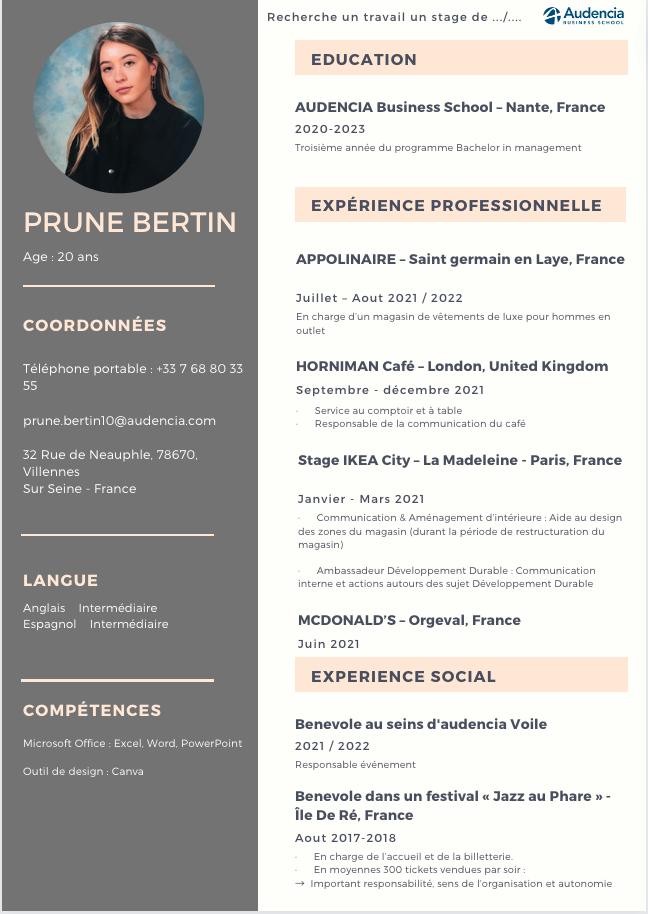 PRUNE BERTIN
Age : 20 ans
COORDONNÉES
Téléphone portable : +33 7 68 80 33
55
prune.bertin10@audencia.com
32 Rue de Neauphle, 78670,
Villennes
Sur Seine - France
LANGUE
Anglais Intermédiaire
Espagnol Intermédiaire
COMPÉTENCES
Microsoft Office : Excel, Word, PowerPoint
Outil de design : Canva
Recherche un travail un stage de .../....
Audencia
BUSINESS SCHOOL
EDUCATION
AUDENCIA Business School – Nante, France
2020-2023
Troisième année du programme Bachelor in management
EXPÉRIENCE PROFESSIONNELLE
APPOLINAIRE – Saint germain en Laye, France
Juillet – Aout 2021 / 2022
En charge d'un magasin de vêtements de luxe pour hommes en
outlet
HORNIMAN Café – London, United Kingdom
Septembre - décembre 2021
· Service au comptoir et à table
· Responsable de la communication du café
Stage IKEA City – La Madeleine - Paris, France
Janvier - Mars 2021
· Communication & Aménagement d'intérieure : Aide au design
des zones du magasin (durant la période de restructuration du
magasin)
· Ambassadeur Développement Durable : Communication
interne et actions autours des sujet Développement Durable
MCDONALD'S – Orgeval, France
Juin 2021
EXPERIENCE SOCIAL
Benevole au seins d'audencia Voile
2021 / 2022
Responsable événement
Benevole dans un festival « Jazz au Phare » -
Île De Ré, France
Aout 2017-2018
· En charge de l'accueil et de la billetterie.
· En moyennes 300 tickets vendues par soir :
→ Important responsabilité, sens de l'organisation et autonomie